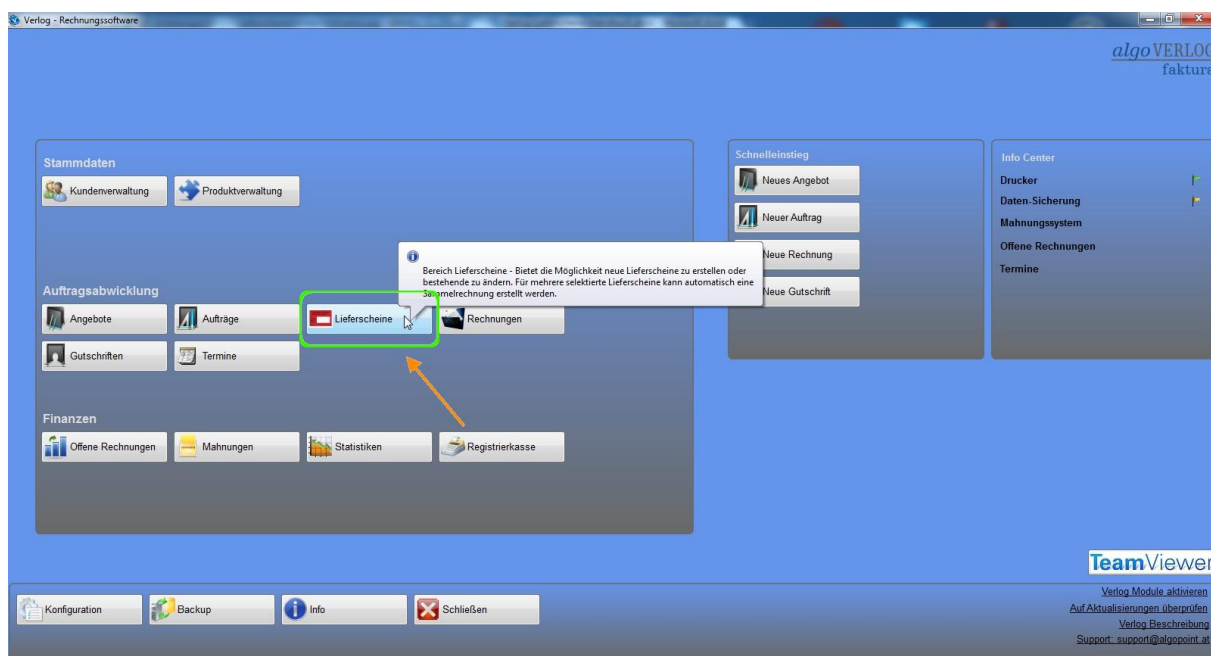 Verlog - Rechnungssoftware
algo VERLOG
faktura
Stammdaten
Kundenverwaltung
Produktverwaltung
Bereich Lieferscheine - Bietet die Möglichkeit neue Lieferscheine zu erstellen oder
bestehende zu ändern. Für mehrere selektierte Lieferscheine kann automatisch eine
Sammelrechnung erstellt werden.
Auftragsabwicklung
Angebote
Aufträge
Lieferscheine
Rechnungen
Gutschriften
Termine
Finanzen
Offene Rechnungen
Mahnungen
Statistiken
Registrierkasse
Schnelleinstieg
Neues Angebot
Neuer Auftrag
Neue Rechnung
Neue Gutschrift
Info Center
Drucker
Daten-Sicherung
Mahnungssystem
Offene Rechnungen
Termine
TeamViewer
Konfiguration
Backup
Info
Schließen
Verlog Module aktivieren
Auf Aktualisierungen überprüfen
Verlog Beschreibung
Support: support@algopoint.at